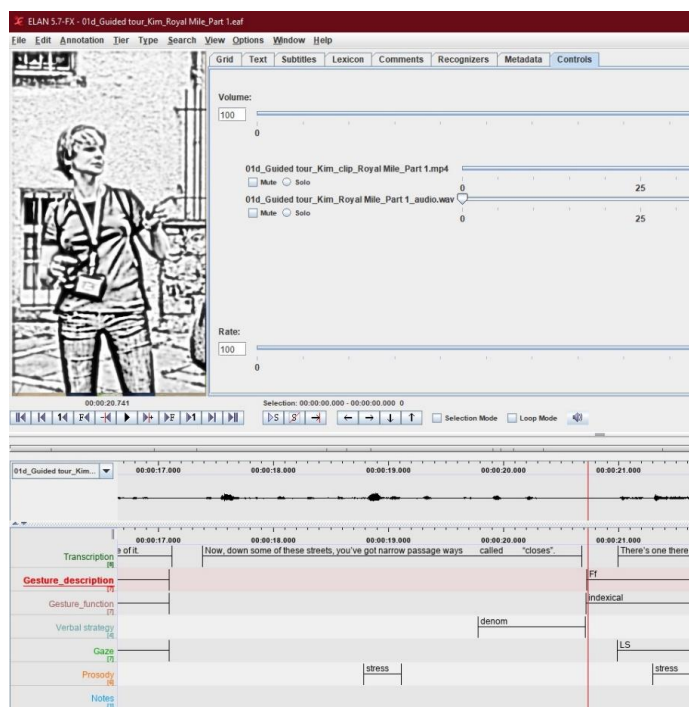 ELAN 5.7-FX - 01d_Guided tour_Kim_Royal Mile_Part 1.eaf
File Edit Annotation Tier Type Search View Options Window Help
Grid Text Subtitles Lexicon Comments Recognizers Metadata Controls
Volume:
100
0
01d_Guided tour_Kim_clip_Royal Mile_Part 1.mp4
Mute Solo
0 25
01d_Guided tour_Kim_Royal Mile_Part 1_audio.wav
Mute Solo
0 25
Rate:
100
0
00:00:20.741 Selection: 00:00:00.000 - 00:00:00.000 0
1 F F 1 S S Selection Mode Loop Mode
01d_Guided tour_Kim... 00:00:17.000 00:00:18.000 00:00:19.000 00:00:20.000 00:00:21.000
00:00:17.000 00:00:18.000 00:00:19.000 00:00:20.000 00:00:21.000
Transcription e of it. Now, down some of these streets, you've got narrow passage ways called “closes”. There's one there
Gesture_description Ff
Gesture_function indexical
Verbal strategy denom
Gaze LS
Prosody stress stress
Notes